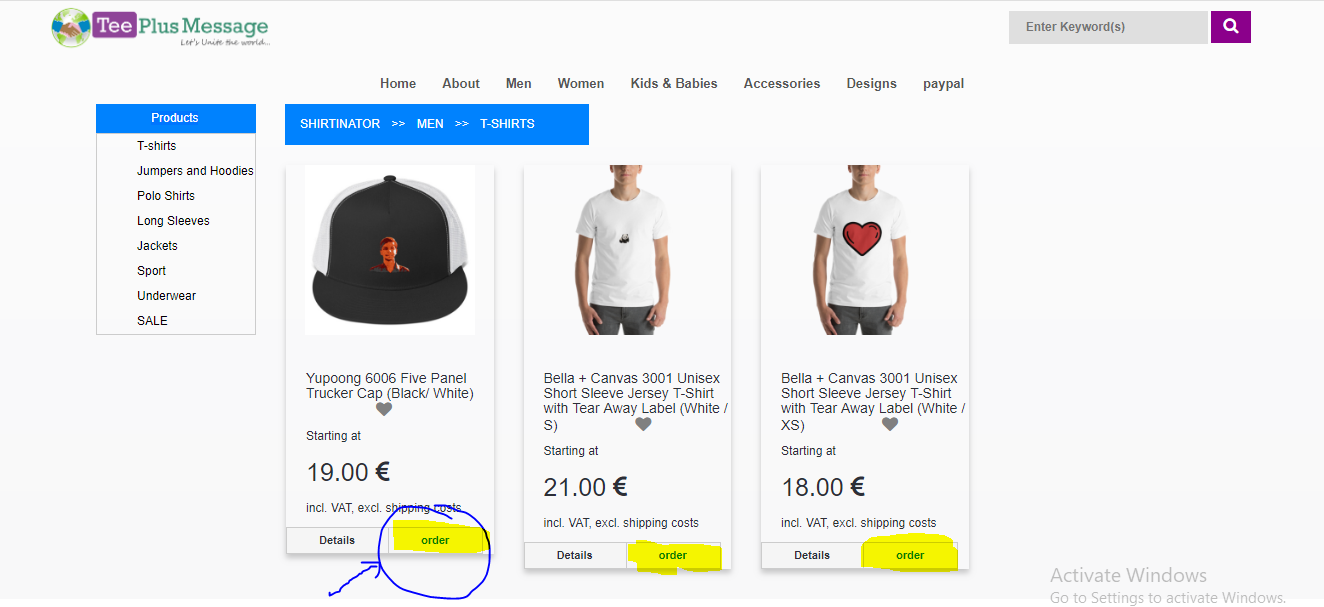 Tee Plus Message
Let's Unite the world...
Enter Keyword(s)
Home About Men Women Kids & Babies Accessories Designs paypal
Products
T-shirts
Jumpers and Hoodies
Polo Shirts
Long Sleeves
Jackets
Sport
Underwear
SALE
SHIRTINATOR >> MEN >> T-SHIRTS
Yupoong 6006 Five Panel
Trucker Cap (Black/ White)
Starting at
19.00 €
incl. VAT, excl. shipping costs
Details order
Bella + Canvas 3001 Unisex
Short Sleeve Jersey T-Shirt
with Tear Away Label (White /
S)
Starting at
21.00 €
incl. VAT, excl. shipping costs
Details order
Bella + Canvas 3001 Unisex
Short Sleeve Jersey T-Shirt
with Tear Away Label (White /
XS)
Starting at
18.00 €
incl. VAT, excl. shipping costs
Details order
Activate Windows
Go to Settings to activate Windows.